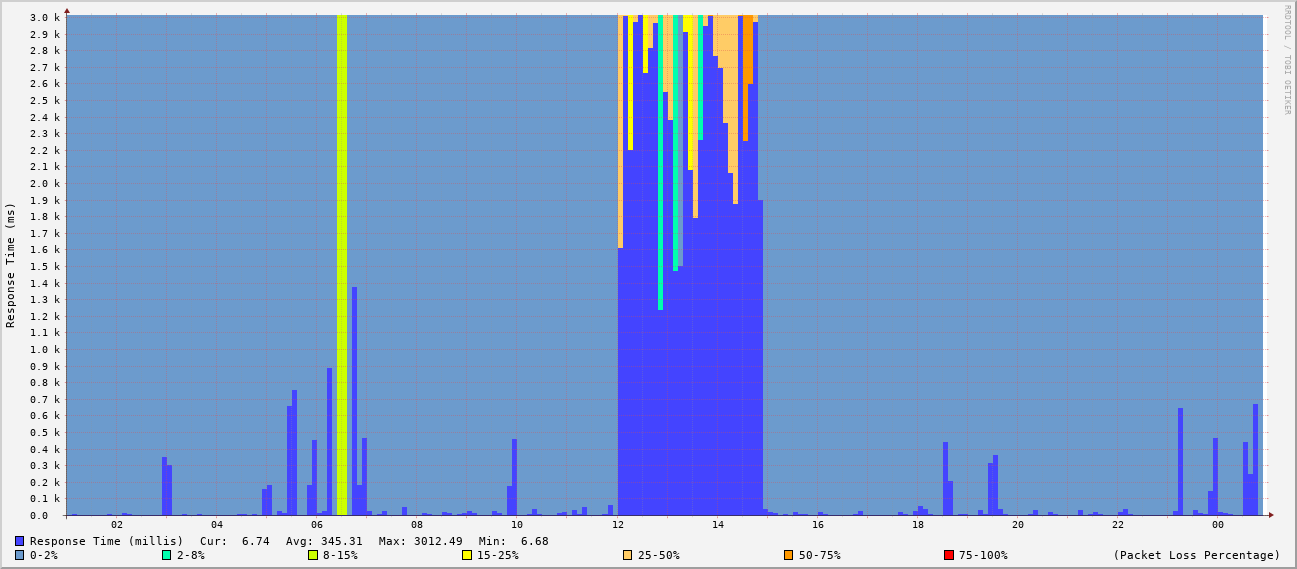 RRDTOOL / TOBI OETIKER
Response Time (ms)
3.0 k
2.9 k
2.8 k
2.7 k
2.6 k
2.5 k
2.4 k
2.3 k
2.2 k
2.1 k
2.0 k
1.9 k
1.8 k
1.7 k
1.6 k
1.5 k
1.4 k
1.3 k
1.2 k
1.1 k
1.0 k
0.9 k
0.8 k
0.7 k
0.6 k
0.5 k
0.4 k
0.3 k
0.2 k
0.1 k
0.0
02 04 06 08 10 12 14 16 18 20 22 00
Response Time (millis) Cur: 6.74 Avg: 345.31 Max: 3012.49 Min: 6.68
0-2% 2-8% 8-15% 15-25% 25-50% 50-75% 75-100% (Packet Loss Percentage)